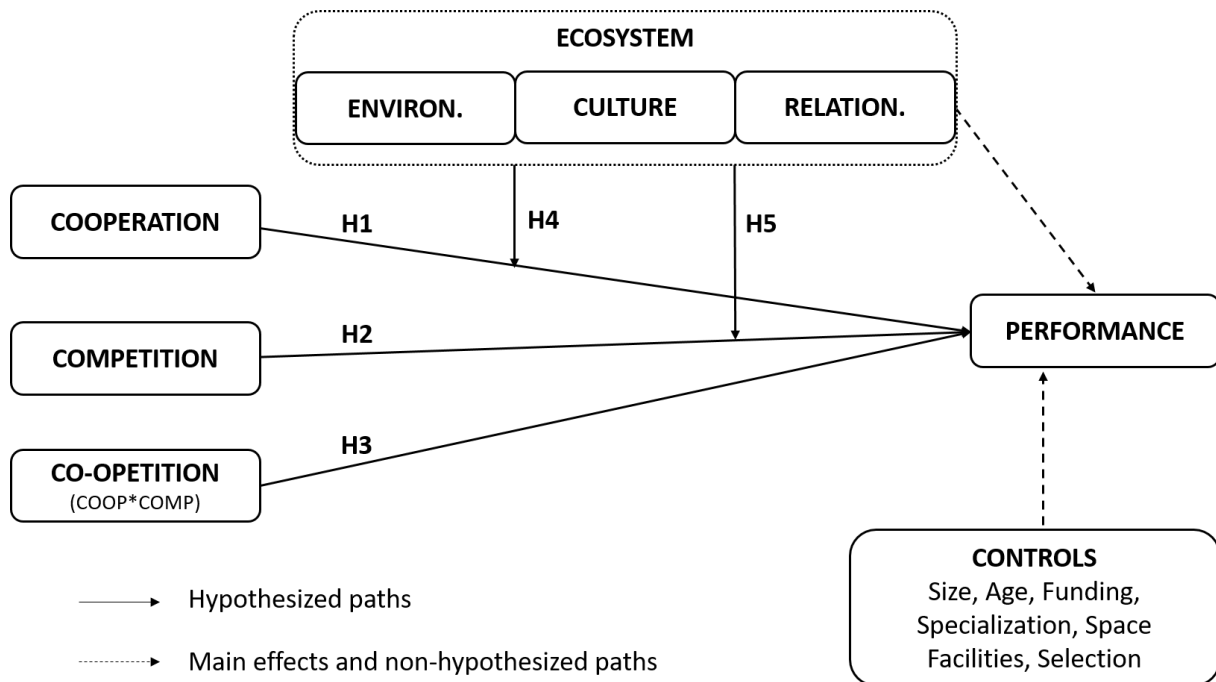 ECOSYSTEM
ENVIRON.
CULTURE
RELATION.
COOPERATION
H1
H4
H5
COMPETITION
H2
PERFORMANCE
CO-OPETITION
(COOP*COMP)
H3
CONTROLS
Size, Age, Funding,
Specialization, Space
Facilities, Selection
Hypothesized paths
Main effects and non-hypothesized paths